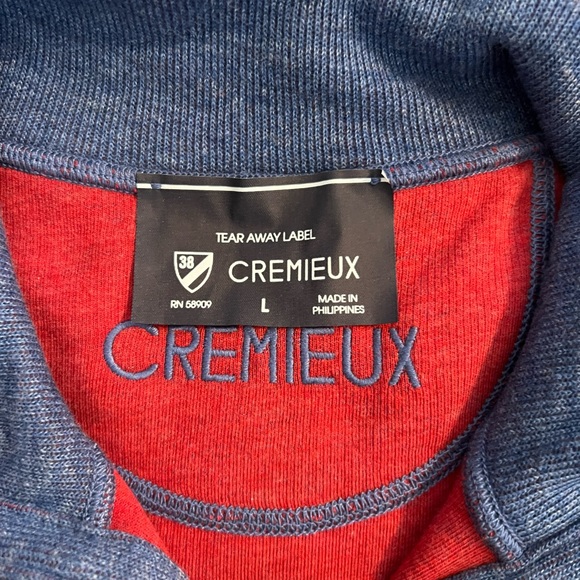 TEAR AWAY LABEL
38 CREMIEUX
RN 58909 L MADE IN
PHILIPPINES
CREMIEUX